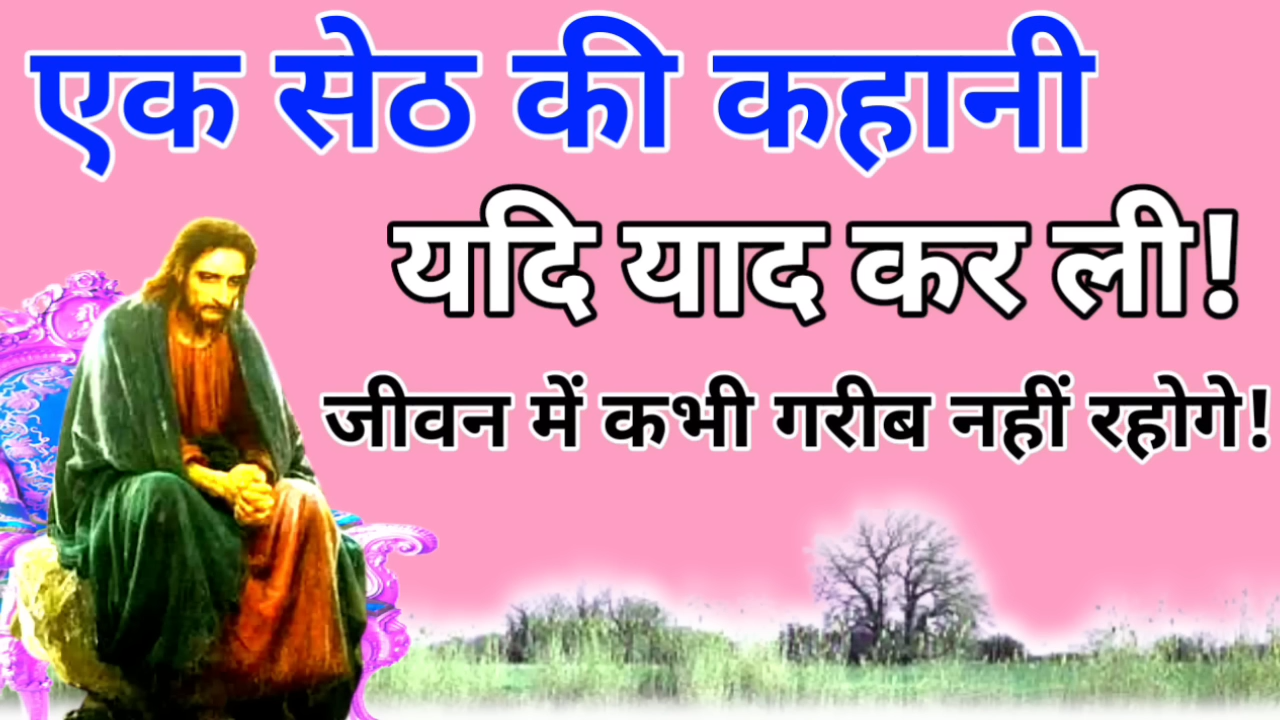 एक सेठ की कहानी
यदि याद कर ली!
जीवन में कभी गरीब नहीं रहोगे!